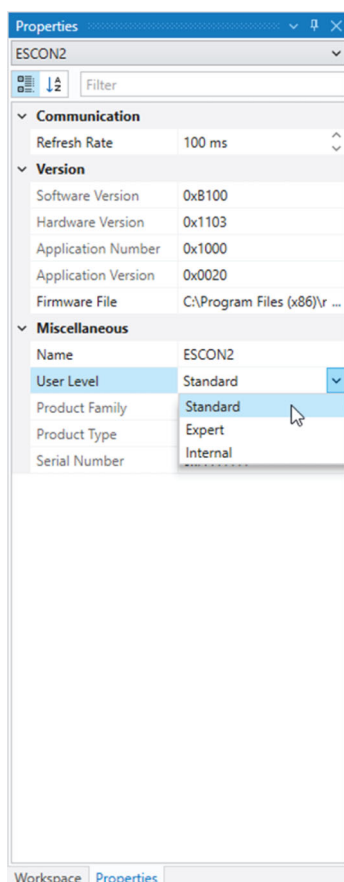 Properties
ESCON2
Filter
Communication
Refresh Rate 100 ms
Version
Software Version 0xB100
Hardware Version 0x1103
Application Number 0x1000
Application Version 0x0020
Firmware File C:\Program Files (x86)\r ...
Miscellaneous
Name ESCON2
User Level Standard
Product Family Standard
Product Type Expert
Serial Number Internal
Workspace Properties